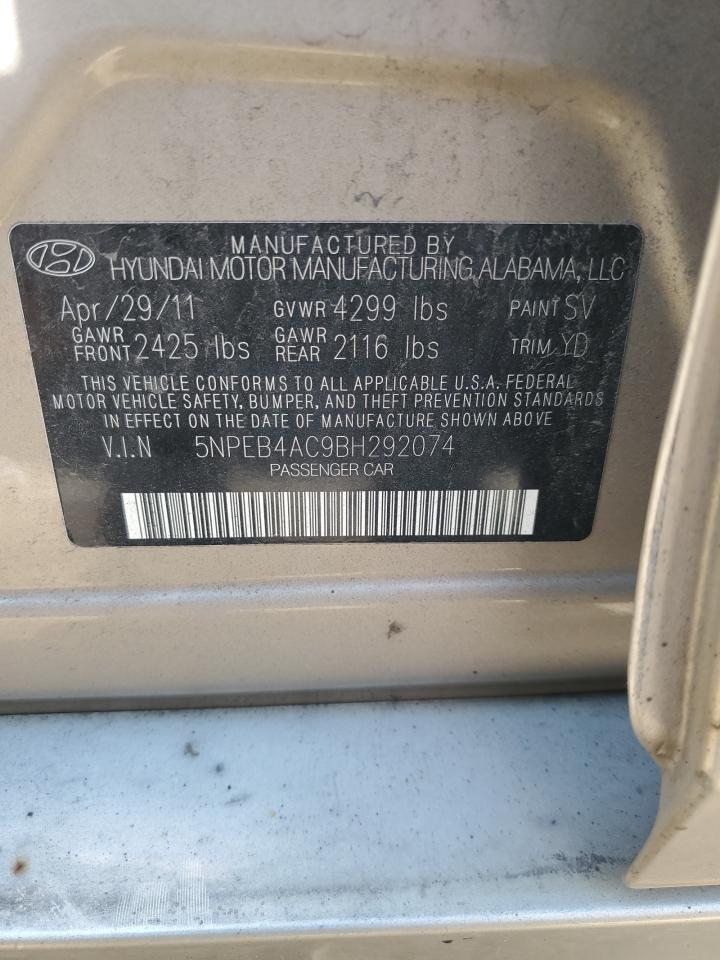 MANUFACTURED BY
HYUNDAI MOTOR MANUFACTURING, ALABAMA, LLC
Apr/29/11 GVWR 4299 lbs PAINT SV
GAWR FRONT 2425 lbs GAWR REAR 2116 lbs TRIM YD
THIS VEHICLE CONFORMS TO ALL APPLICABLE U.S.A. FEDERAL
MOTOR VEHICLE SAFETY, BUMPER, AND THEFT PREVENTION STANDARDS
IN EFFECT ON THE DATE OF MANUFACTURE SHOWN ABOVE
V.I.N 5NPEB4AC9BH292074
PASSENGER CAR